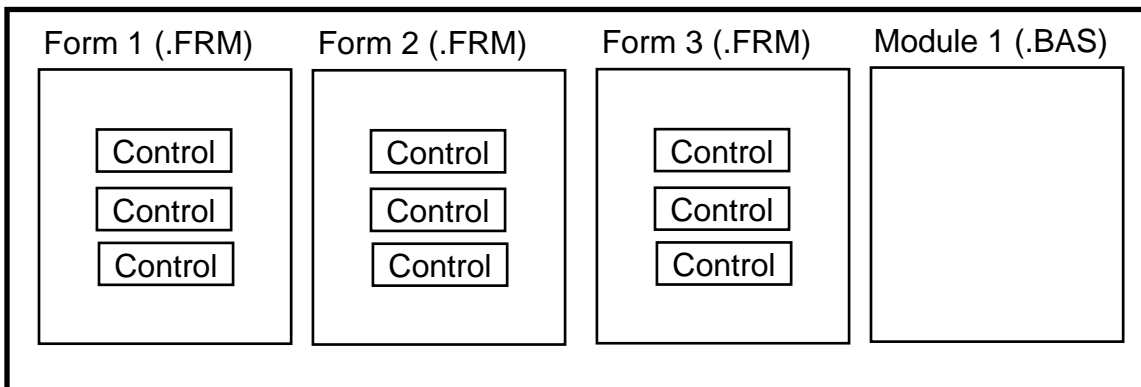 Form 1 (.FRM) Form 2 (.FRM) Form 3 (.FRM) Module 1 (.BAS)
Control Control Control
Control Control Control
Control Control Control